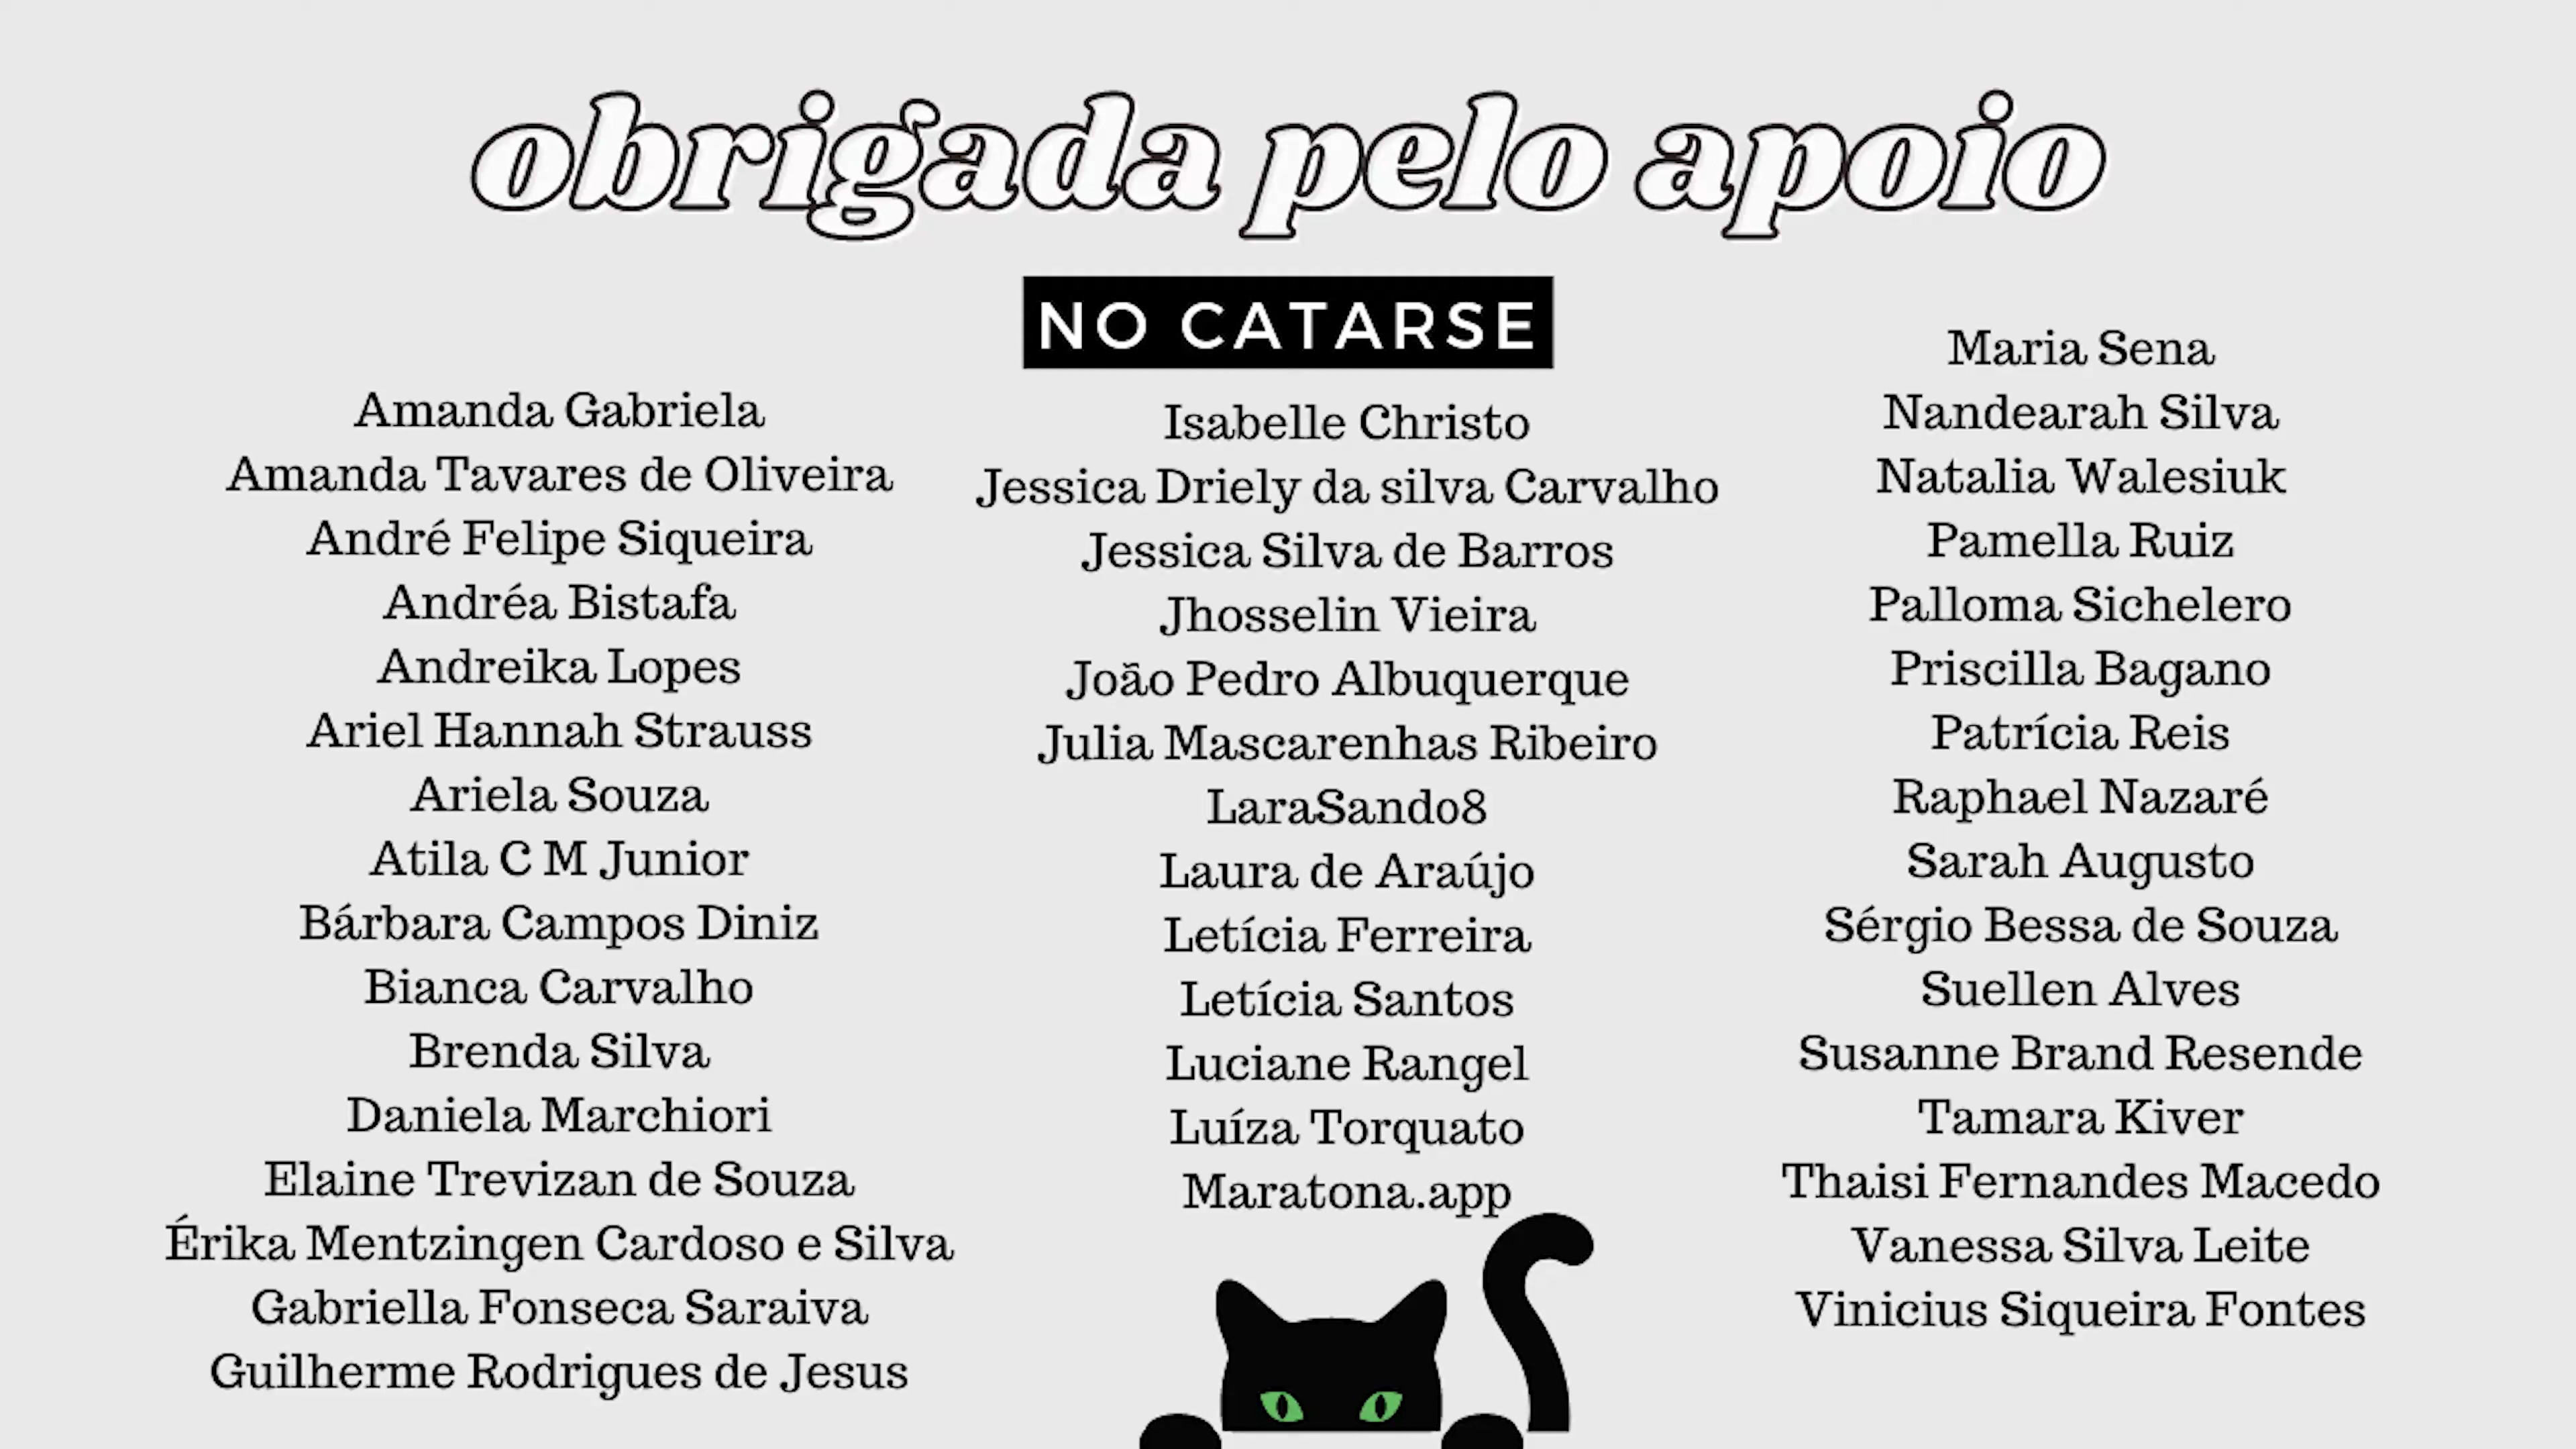 obrigada pelo apoio
NO CATARSE
Amanda Gabriela
Amanda Tavares de Oliveira
André Felipe Siqueira
Andréa Bistafa
Andreika Lopes
Ariel Hannah Strauss
Ariela Souza
Atila C M Junior
Bárbara Campos Diniz
Bianca Carvalho
Brenda Silva
Daniela Marchiori
Elaine Trevizan de Souza
Érika Mentzingen Cardoso e Silva
Gabriella Fonseca Saraiva
Guilherme Rodrigues de Jesus
Isabelle Christo
Jessica Driely da silva Carvalho
Jessica Silva de Barros
Jhosselin Vieira
João Pedro Albuquerque
Julia Mascarenhas Ribeiro
LaraSando8
Laura de Araújo
Letícia Ferreira
Letícia Santos
Luciane Rangel
Luíza Torquato
Maratona.app
Maria Sena
Nandearah Silva
Natalia Walesiuk
Pamella Ruiz
Palloma Sichelero
Priscilla Bagano
Patrícia Reis
Raphael Nazaré
Sarah Augusto
Sérgio Bessa de Souza
Suellen Alves
Susanne Brand Resende
Tamara Kiver
Thaisi Fernandes Macedo
Vanessa Silva Leite
Vinicius Siqueira Fontes